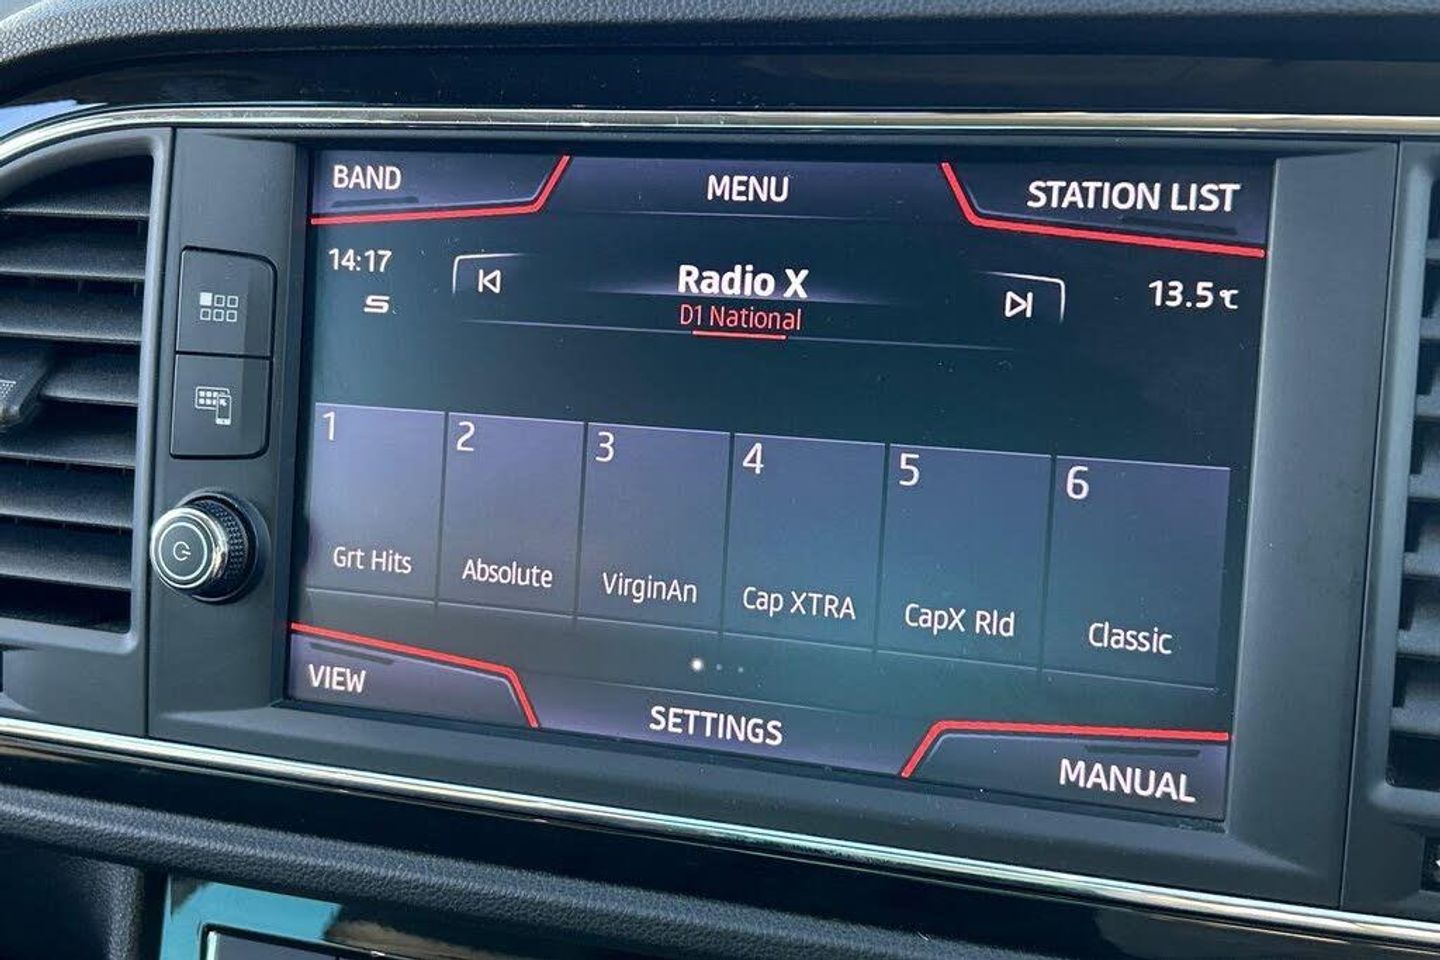 BAND
MENU
STATION LIST
14:17
Radio X
13.5℃
D1 National
1
2
3
4
5
6
Grt Hits
Absolute
VirginAn
Cap XTRA
CapX Rld
Classic
VIEW
SETTINGS
MANUAL